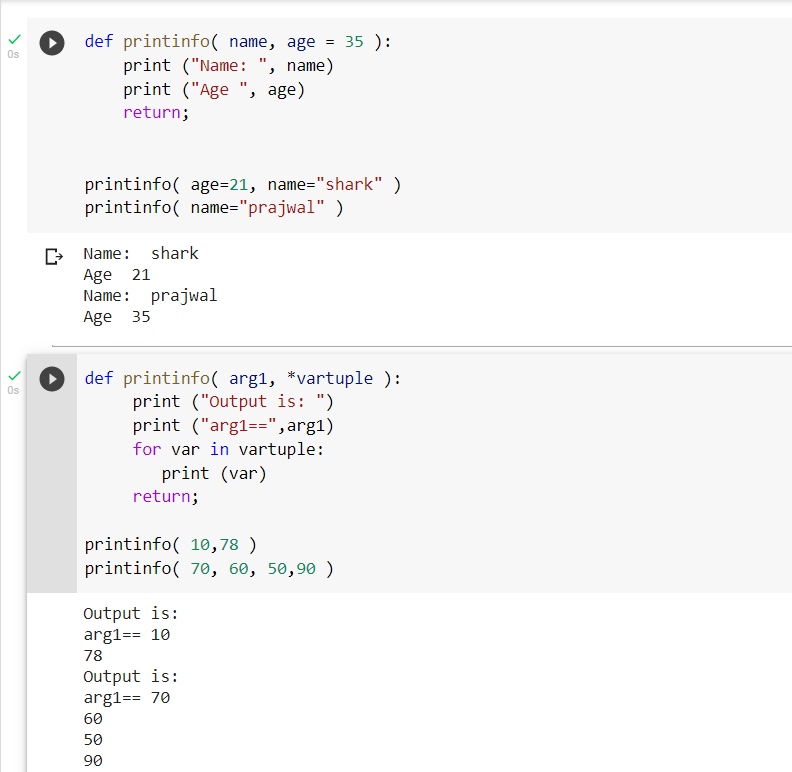 0s
def printinfo( name, age = 35 ):
    print ("Name: ", name)
    print ("Age ", age)
    return;
printinfo( age=21, name="shark" )
printinfo( name="prajwal" )
Name:  shark
Age  21
Name:  prajwal
Age  35
0s
def printinfo( arg1, *vartuple ):
     print ("Output is: ")
     print ("arg1==",arg1)
     for var in vartuple:
        print (var)
     return;
printinfo( 10,78 )
printinfo( 70, 60, 50,90 )
Output is:
arg1== 10
78
Output is:
arg1== 70
60
50
90